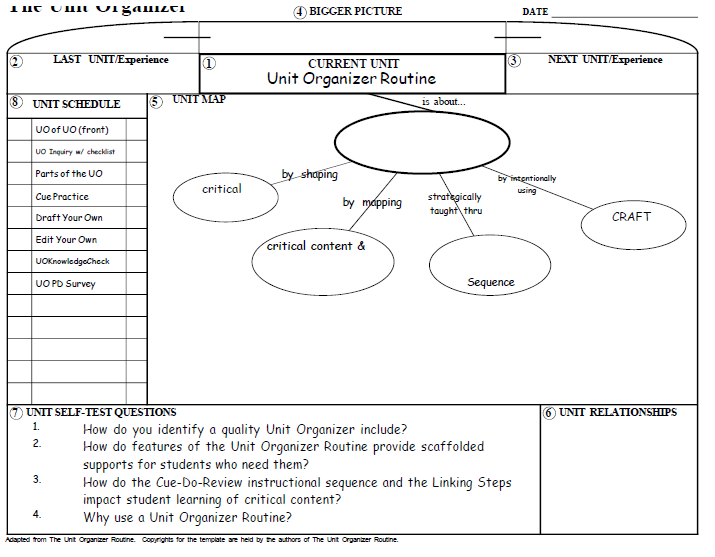 The Unit Organizer
④ BIGGER PICTURE
DATE
② LAST UNIT/Experience
① CURRENT UNIT
Unit Organizer Routine
③ NEXT UNIT/Experience
⑧ UNIT SCHEDULE
UO of UO (front)
UO Inquiry w/ checklist
Parts of the UO
Cue Practice
Draft Your Own
Edit Your Own
UOKnowledgeCheck
UO PD Survey
⑤ UNIT MAP
is about...
by shaping
critical
by mapping
critical content &
strategically
taught thru
Sequence
by intentionally
using
CRAFT
⑦ UNIT SELF-TEST QUESTIONS
1. How do you identify a quality Unit Organizer include?
2. How do features of the Unit Organizer Routine provide scaffolded
supports for students who need them?
3. How do the Cue-Do-Review instructional sequence and the Linking Steps
impact student learning of critical content?
4. Why use a Unit Organizer Routine?
⑥ UNIT RELATIONSHIPS
Adapted from The Unit Organizer Routine. Copyrights for the template are held by the authors of The Unit Organizer Routine.